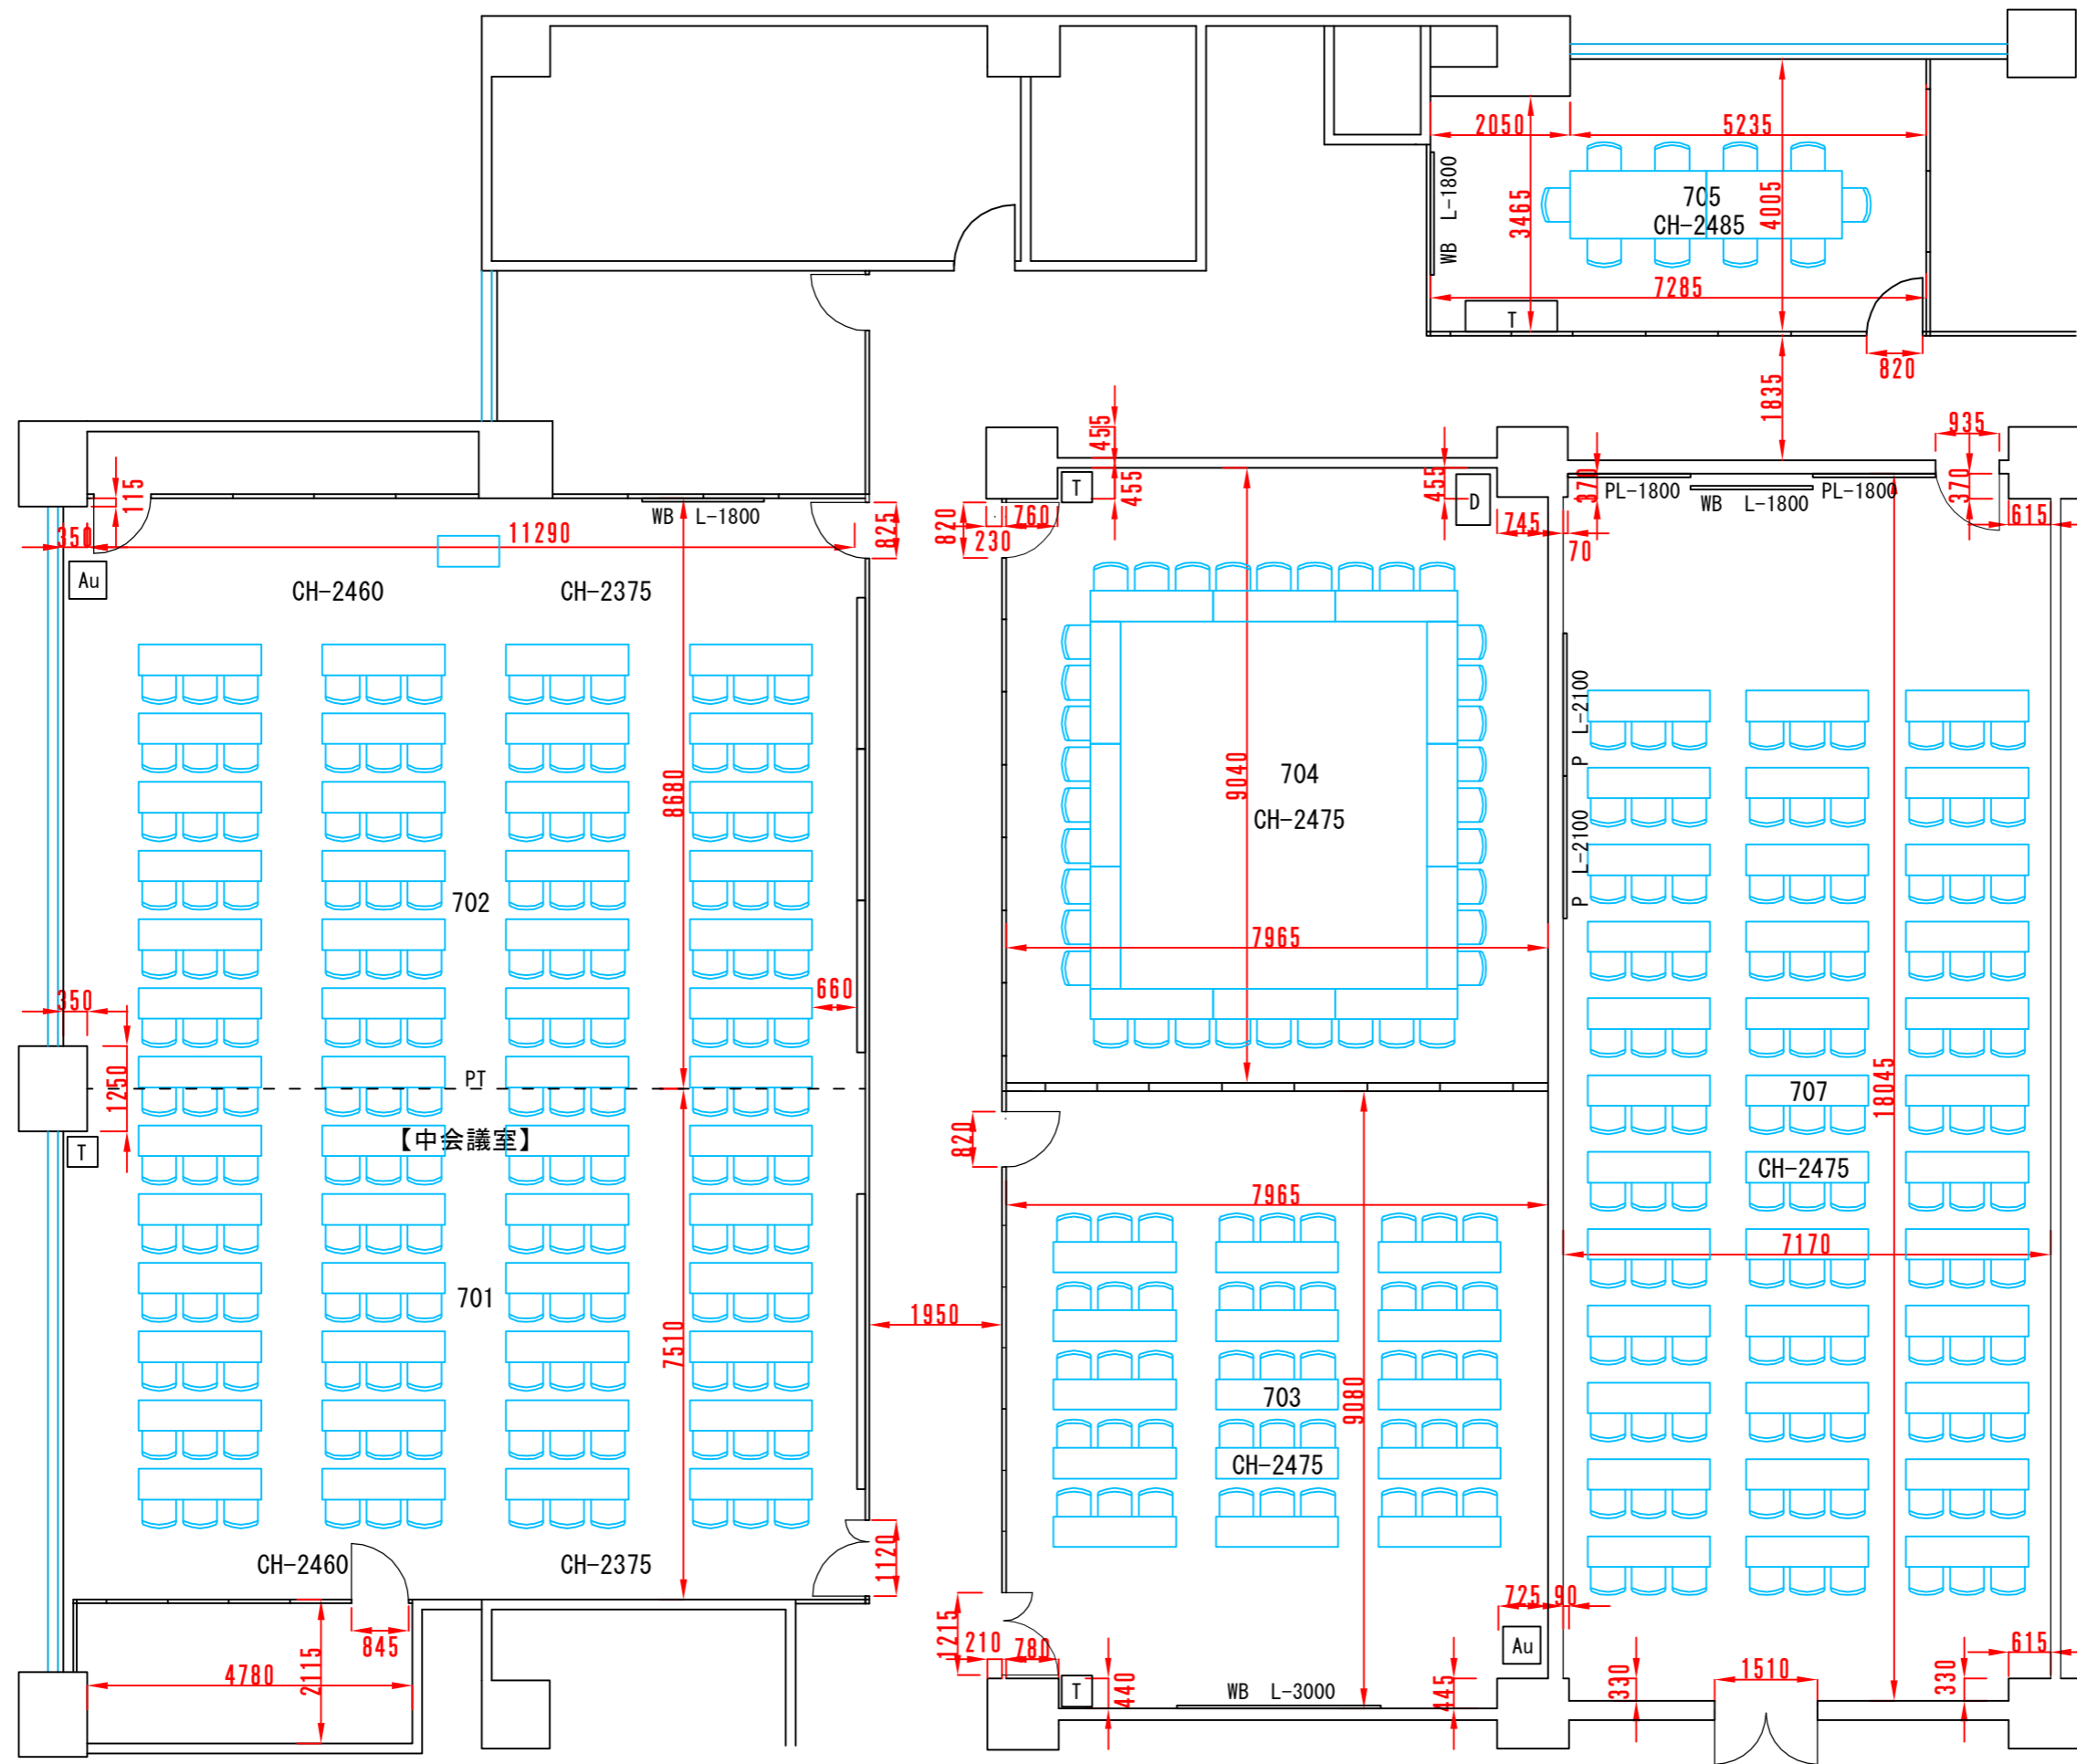 2050
5235
WB L-1800
3465
705
CH-2485
4005
7285
T
820
1835
935
455
455
455
T
D
370
PL-1800
WB L-1800
PL-1800
370
615
745
70
115
350
11290
WB L-1800
825
820
230
760
Au
CH-2460
CH-2375
P L-2100
P L-2100
8680
9040
704
CH-2475
702
7965
660
350
1250
PT
T
【中会議室】
820
707
18045
CH-2475
7965
7170
701
1950
7510
9080
703
CH-2475
CH-2460
CH-2375
1120
845
4780
2115
1215
210
780
T
440
WB L-3000
445
725
90
Au
330
1510
330
615